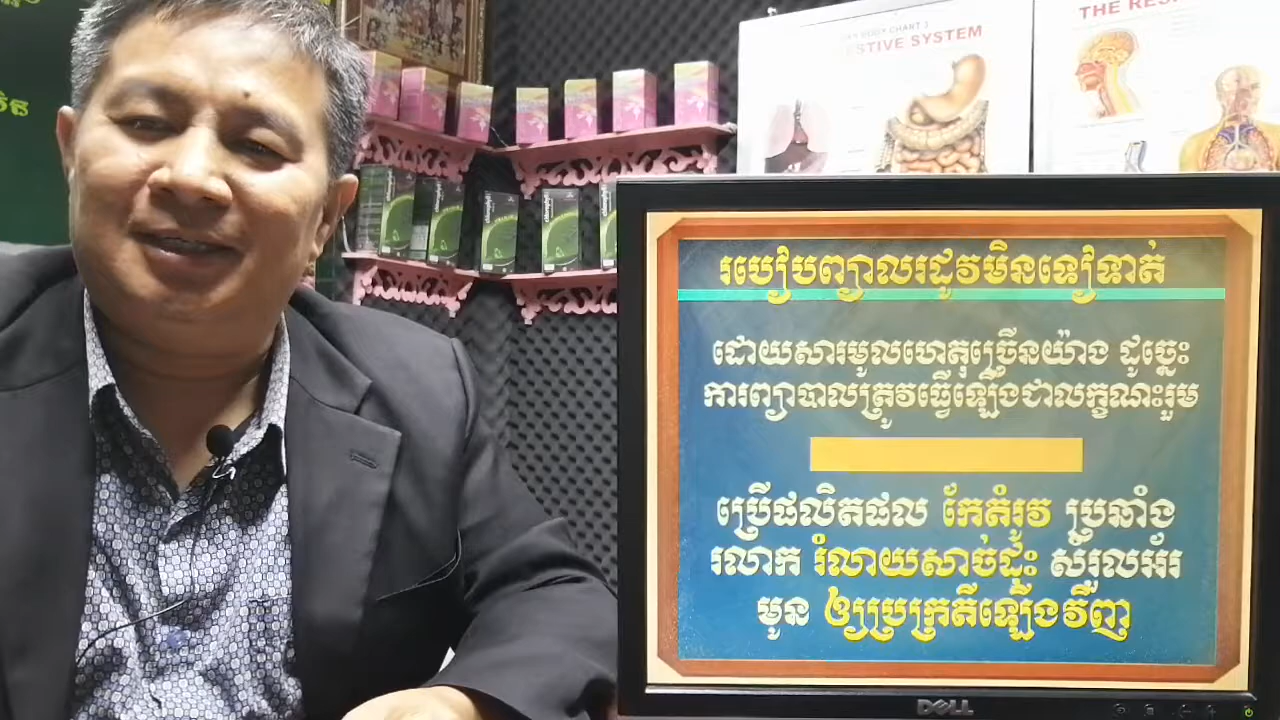 DIGESTIVE SYSTEM
របៀបព្យាបាលរដូវមិនទៀងទាត់
ដោយសារមូលហេតុច្រើនយ៉ាង ដូច្នេះ
ការព្យាបាលត្រូវធ្វើឡើងជាលក្ខណះរួម
ប្រើផលិតផល កែតំរូវ ប្រឆាំង
រលាក រំលាយសាច់ដុះ សំរួលអ័រ
មូន ឲ្យប្រក្រតីឡើងវិញ
DELL